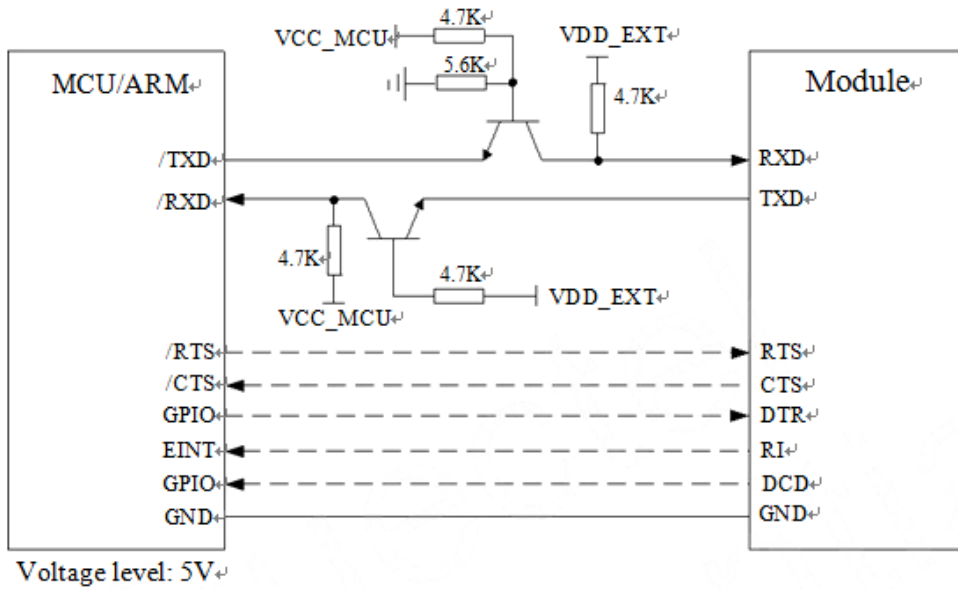 4.7K
VCC_MCU
VDD_EXT
MCU/ARM
5.6K
4.7K
Module
/TXD
RXD
/RXD
TXD
4.7K
4.7K
VDD_EXT
VCC_MCU
/RTS
RTS
/CTS
CTS
GPIO
DTR
EINT
RI
GPIO
DCD
GND
GND
Voltage level: 5V